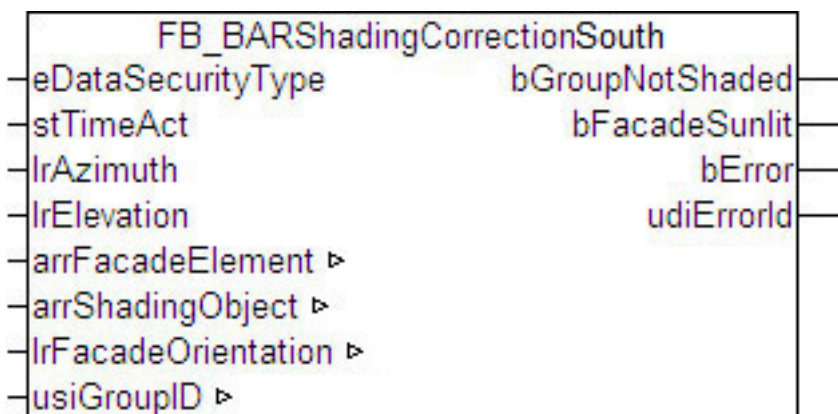 FB_BARShadingCorrectionSouth
eDataSecurityType bGroupNotShaded
stTimeAct bFacadeSunlit
lrAzimuth bError
lrElevation udiErrorId
arrFacadeElement
arrShadingObject
lrFacadeOrientation
usiGroupID